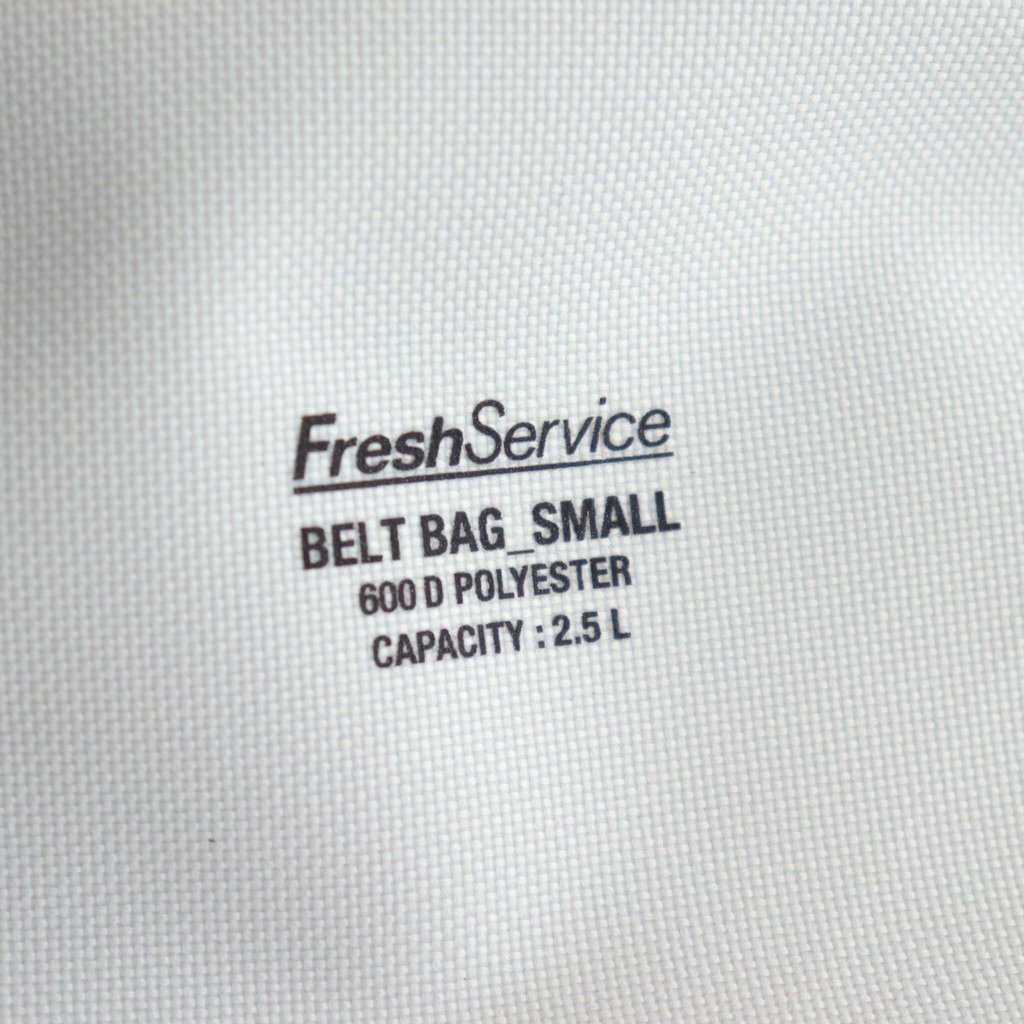 FreshService
BELT BAG_SMALL
600 D POLYESTER
CAPACITY : 2.5 L